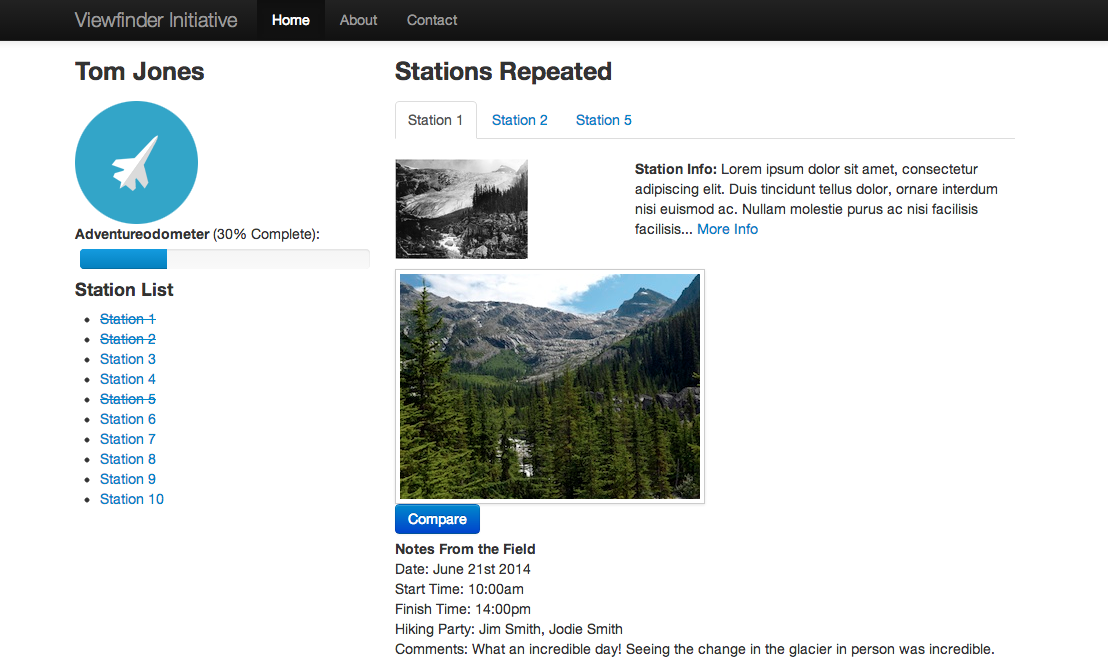 Viewfinder Initiative
Home
About
Contact
Tom Jones
Adventureodometer (30% Complete):
Station List
Station 1
Station 2
Station 3
Station 4
Station 5
Station 6
Station 7
Station 8
Station 9
Station 10
Stations Repeated
Station 1
Station 2
Station 5
Station Info: Lorem ipsum dolor sit amet, consectetur
adipiscing elit. Duis tincidunt tellus dolor, ornare interdum
nisi euismod ac. Nullam molestie purus ac nisi facilisis
facilisis... More Info
Compare
Notes From the Field
Date: June 21st 2014
Start Time: 10:00am
Finish Time: 14:00pm
Hiking Party: Jim Smith, Jodie Smith
Comments: What an incredible day! Seeing the change in the glacier in person was incredible.